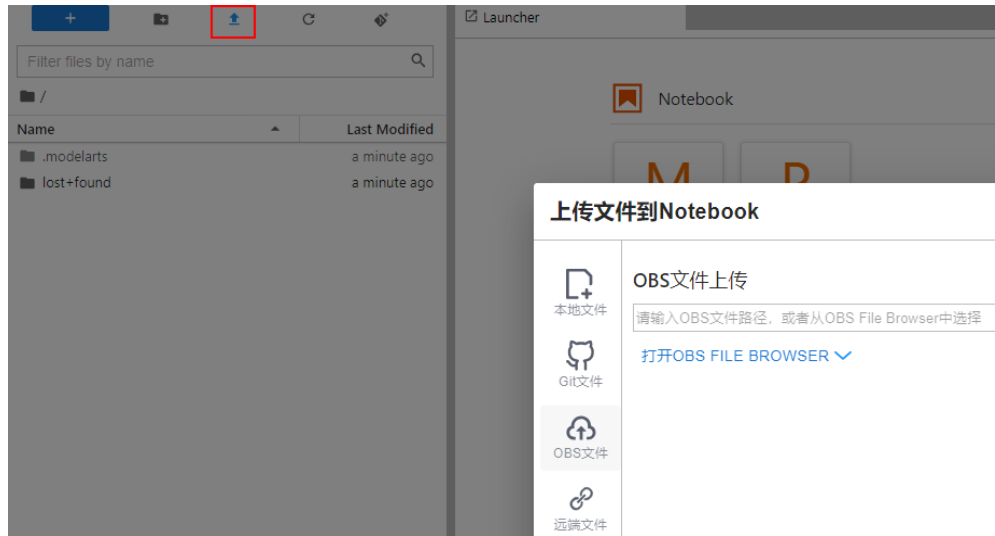 Launcher
Filter files by name
/
Name Last Modified
.modelarts a minute ago
lost+found a minute ago
Notebook
上传文件到Notebook
本地文件
Git文件
OBS文件
远端文件
OBS文件上传
请输入OBS文件路径，或者从OBS File Browser中选择
打开OBS FILE BROWSER